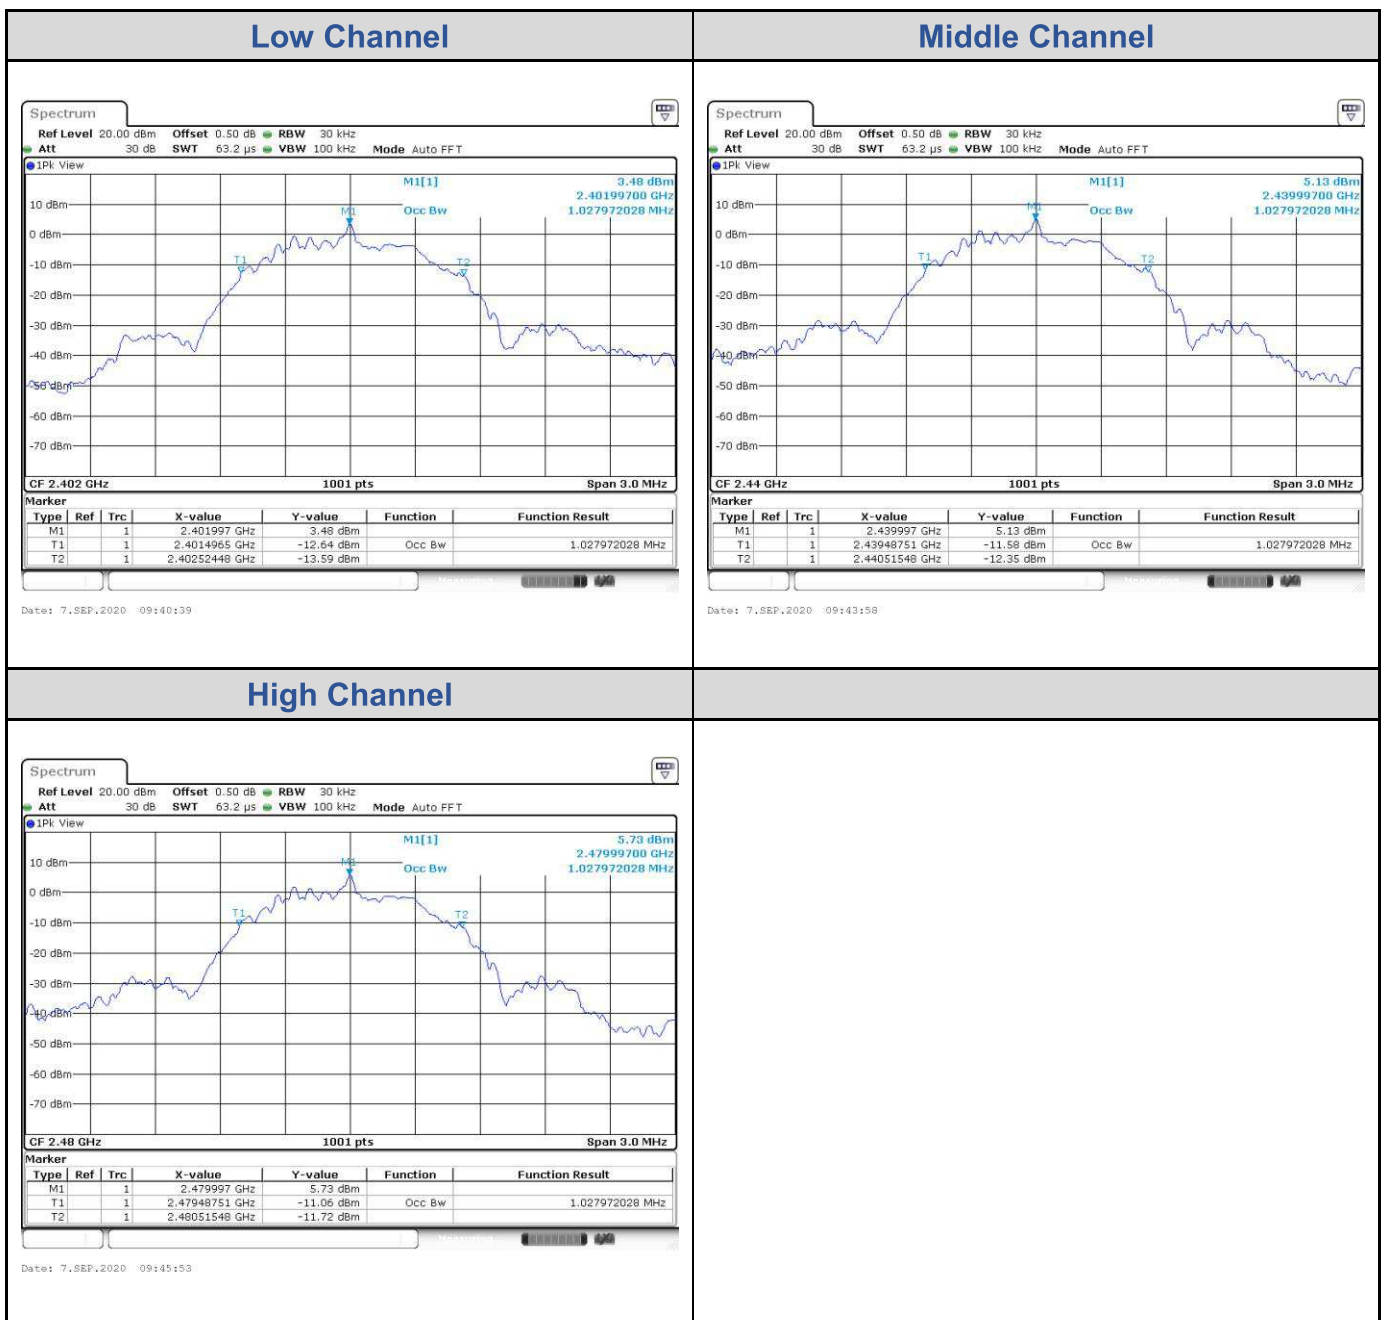 Low Channel
Middle Channel
Spectrum
Ref Level 20.00 dBm Offset 0.50 dB RBW 30 kHz
Att 30 dB SWT 63.2 µs VBW 100 kHz Mode Auto FFT
1Pk View
M1[1] 3.48 dBm
2.40199700 GHz
Occ Bw 1.027972028 MHz
10 dBm
M1
0 dBm
T1
T2
-10 dBm
-20 dBm
-30 dBm
-40 dBm
-50 dBm
-60 dBm
-70 dBm
CF 2.402 GHz 1001 pts Span 3.0 MHz
Marker
Type Ref Trc X-value Y-value Function Function Result
M1 1 2.401997 GHz 3.48 dBm
T1 1 2.4014965 GHz -12.64 dBm Occ Bw 1.027972028 MHz
T2 1 2.40252448 GHz -13.59 dBm
Date: 7.SEP.2020 09:40:39
Spectrum
Ref Level 20.00 dBm Offset 0.50 dB RBW 30 kHz
Att 30 dB SWT 63.2 µs VBW 100 kHz Mode Auto FFT
1Pk View
M1[1] 5.13 dBm
2.43999700 GHz
Occ Bw 1.027972028 MHz
10 dBm
M1
0 dBm
T1
T2
-10 dBm
-20 dBm
-30 dBm
-40 dBm
-50 dBm
-60 dBm
-70 dBm
CF 2.44 GHz 1001 pts Span 3.0 MHz
Marker
Type Ref Trc X-value Y-value Function Function Result
M1 1 2.439997 GHz 5.13 dBm
T1 1 2.43948751 GHz -11.58 dBm Occ Bw 1.027972028 MHz
T2 1 2.44051548 GHz -12.35 dBm
Date: 7.SEP.2020 09:43:58
High Channel
Spectrum
Ref Level 20.00 dBm Offset 0.50 dB RBW 30 kHz
Att 30 dB SWT 63.2 µs VBW 100 kHz Mode Auto FFT
1Pk View
M1[1] 5.73 dBm
2.47999700 GHz
Occ Bw 1.027972028 MHz
10 dBm
M1
0 dBm
T1
T2
-10 dBm
-20 dBm
-30 dBm
-40 dBm
-50 dBm
-60 dBm
-70 dBm
CF 2.48 GHz 1001 pts Span 3.0 MHz
Marker
Type Ref Trc X-value Y-value Function Function Result
M1 1 2.479997 GHz 5.73 dBm
T1 1 2.47948751 GHz -11.06 dBm Occ Bw 1.027972028 MHz
T2 1 2.48051548 GHz -11.72 dBm
Date: 7.SEP.2020 09:45:53